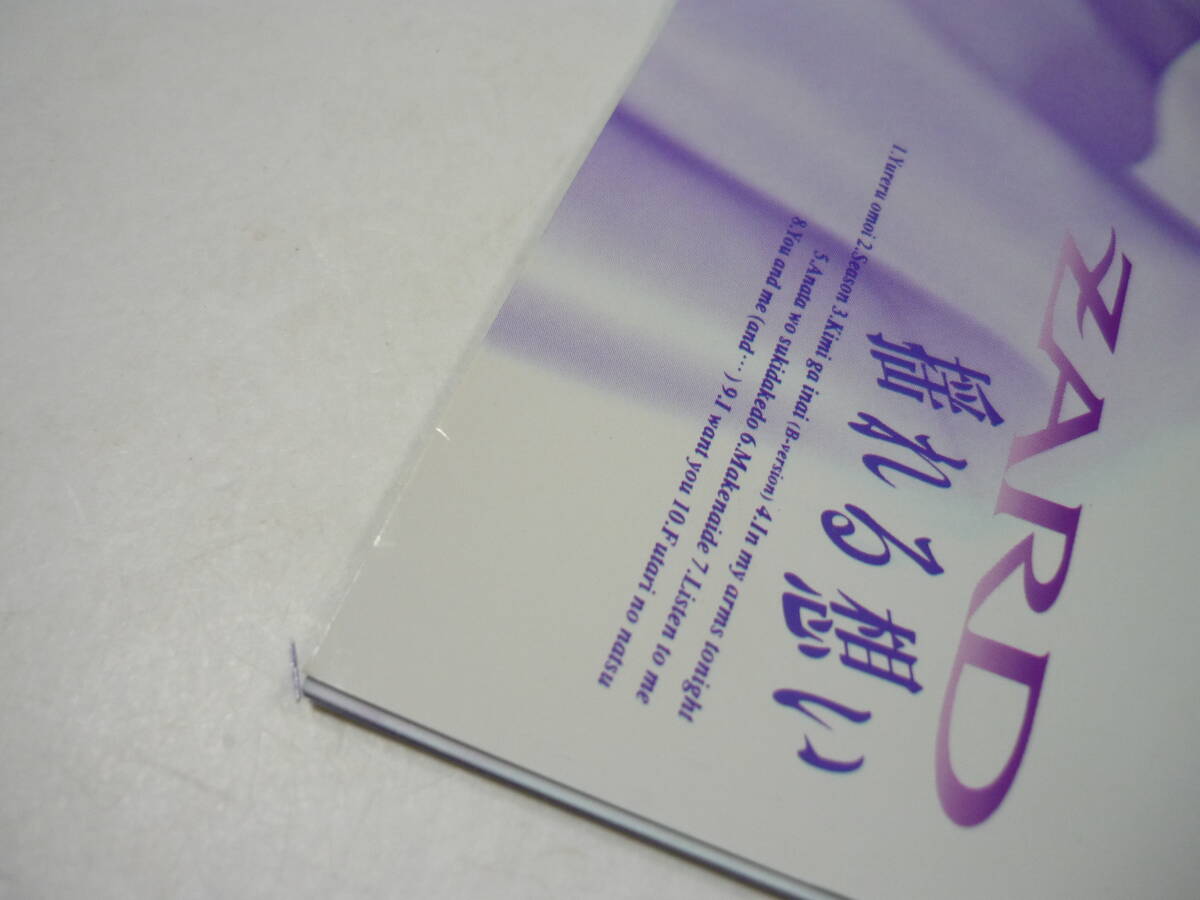 ZARD
揺れる想い
1.Yureru omoi 2.Season 3.Kimi ga inai (B-version) 4.In my arms tonight
5.Anata wo sukidakedo 6.Makenaide 7.Listen to me
8.You and me (and…) 9.I want you 10.Futari no natsu